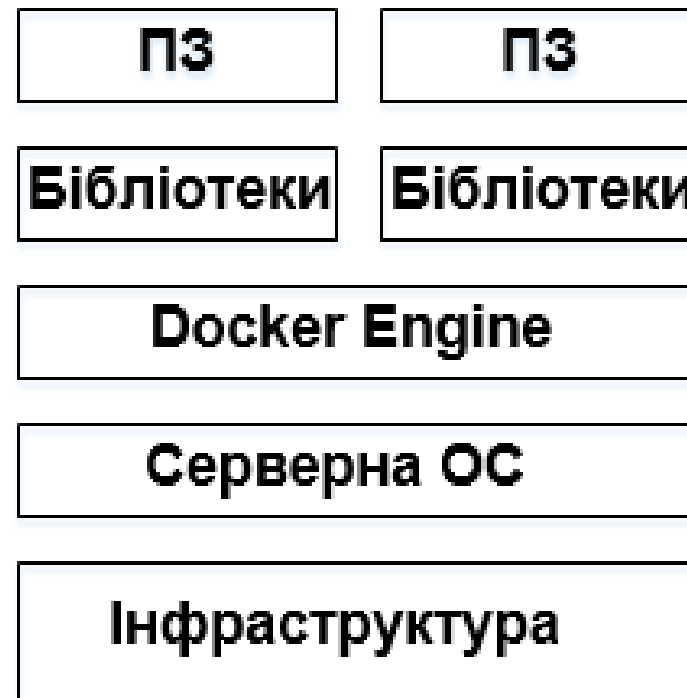 ПЗ ПЗ
Бібліотеки Бібліотеки
Docker Engine
Серверна ОС
Інфраструктура